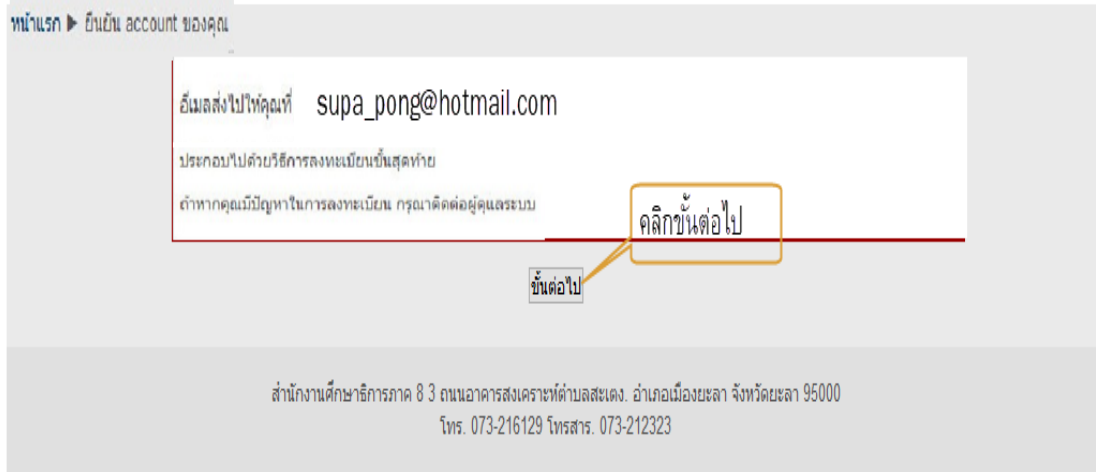 หน้าแรก ▶ ยืนยัน account ของคุณ
อีเมลส่งไปให้คุณที่ supa_pong@hotmail.com
ประกอบไปด้วยวิธีการลงทะเบียนขั้นสุดท้าย
ถ้าหากคุณมีปัญหาในการลงทะเบียน กรุณาติดต่อผู้ดูแลระบบ
คลิกขั้นต่อไป
ขั้นต่อไป
สำนักงานศึกษาธิการภาค 8 3 ถนนอาคารสงเคราะห์ตำบลสะเตง. อำเภอเมืองยะลา จังหวัดยะลา 95000
โทร. 073-216129 โทรสาร. 073-212323